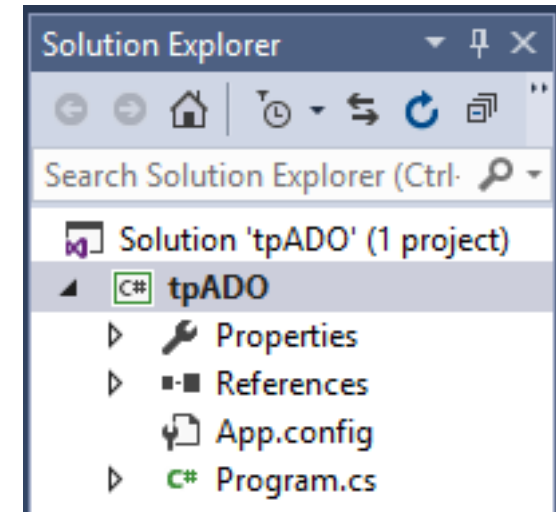 Solution Explorer
Search Solution Explorer (Ctrl-
Solution 'tpADO' (1 project)
C# tpADO
Properties
References
App.config
C# Program.cs